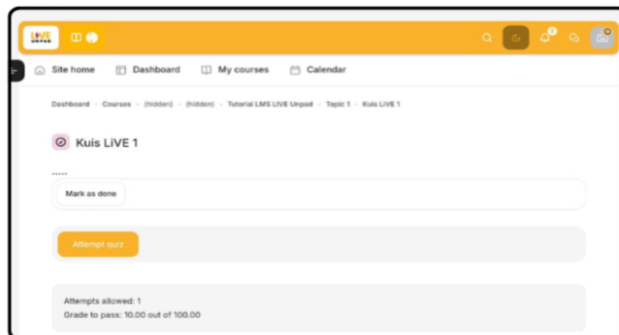 LiVE
UNPAD
Site home Dashboard My courses Calendar
Dashboard - Courses - (hidden) - (hidden) - Tutorial LMS LiVE Unpad - Topic 1 - Kuis LiVE 1
Kuis LiVE 1
.....
Mark as done
Attempt quiz
Attempts allowed: 1
Grade to pass: 10.00 out of 100.00